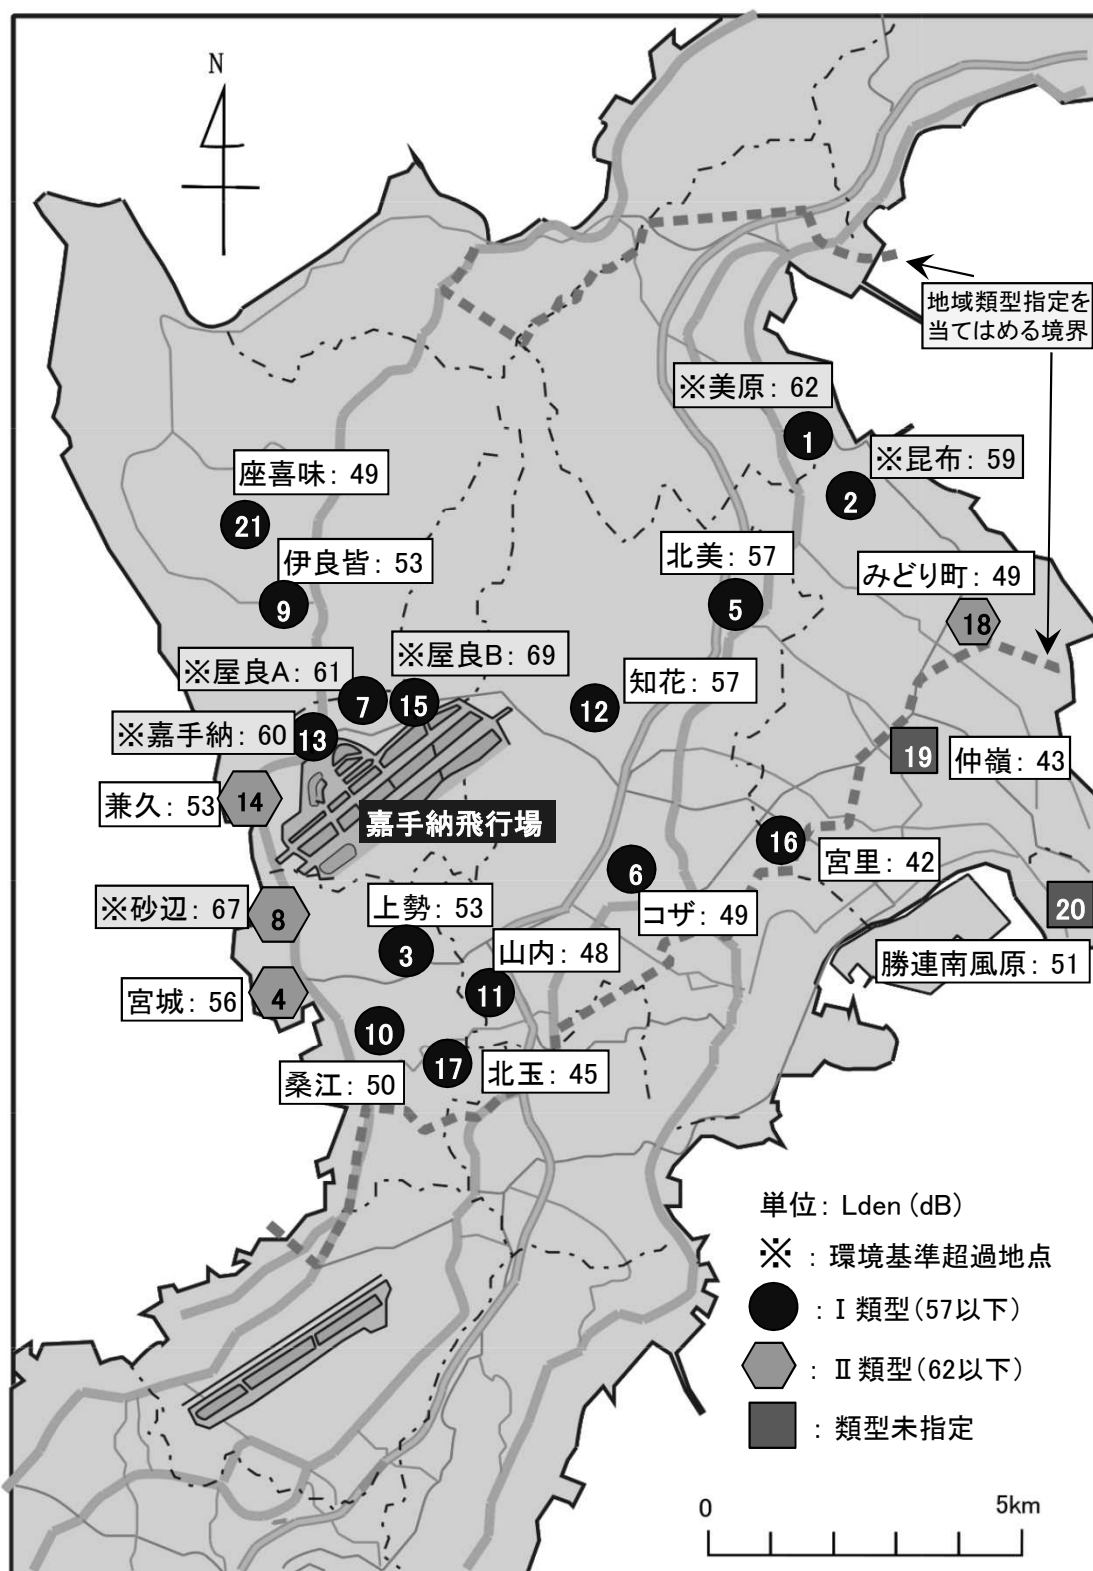 N
地域類型指定を
当てはめる境界
※美原: 62
1
※昆布: 59
2
座喜味: 49
21
伊良皆: 53
9
北美: 57
5
みどり町: 49
18
※屋良A: 61
7
※屋良B: 69
15
知花: 57
12
※嘉手納: 60
13
19
仲嶺: 43
兼久: 53
14
嘉手納飛行場
16
宮里: 42
6
コザ: 49
※砂辺: 67
8
上勢: 53
3
山内: 48
11
20
勝連南風原: 51
宮城: 56
4
10
桑江: 50
17
北玉: 45
単位: Lden (dB)
※ : 環境基準超過地点
: Ⅰ類型(57以下)
: Ⅱ類型(62以下)
: 類型未指定
0 5km